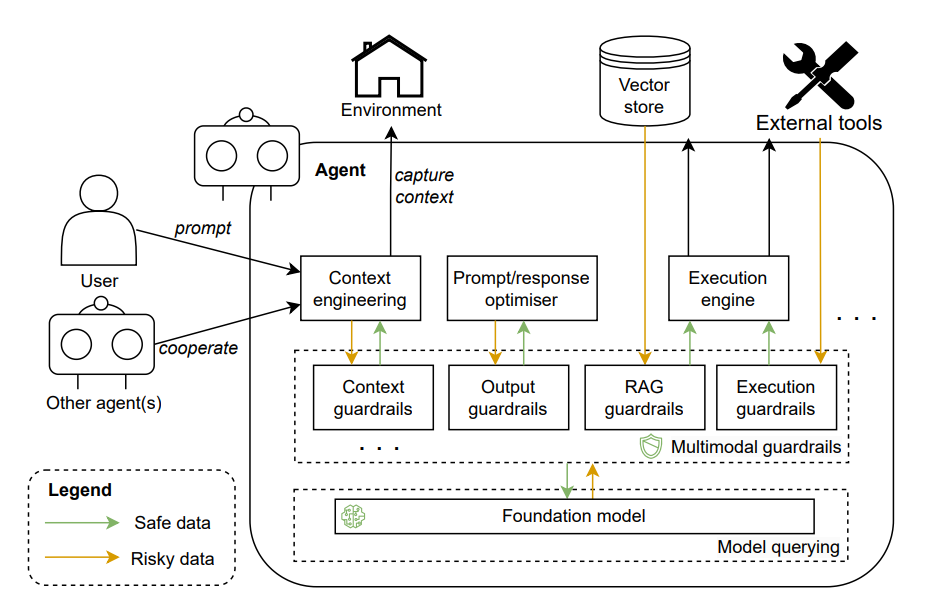 Environment
Vector
store
External tools
Agent
capture
context
prompt
User
Context
engineering
Prompt/response
optimiser
Execution
engine
. . .
cooperate
Other agent(s)
Context
guardrails
Output
guardrails
RAG
guardrails
Execution
guardrails
. . .
Multimodal guardrails
Legend
Safe data
Risky data
Foundation model
Model querying